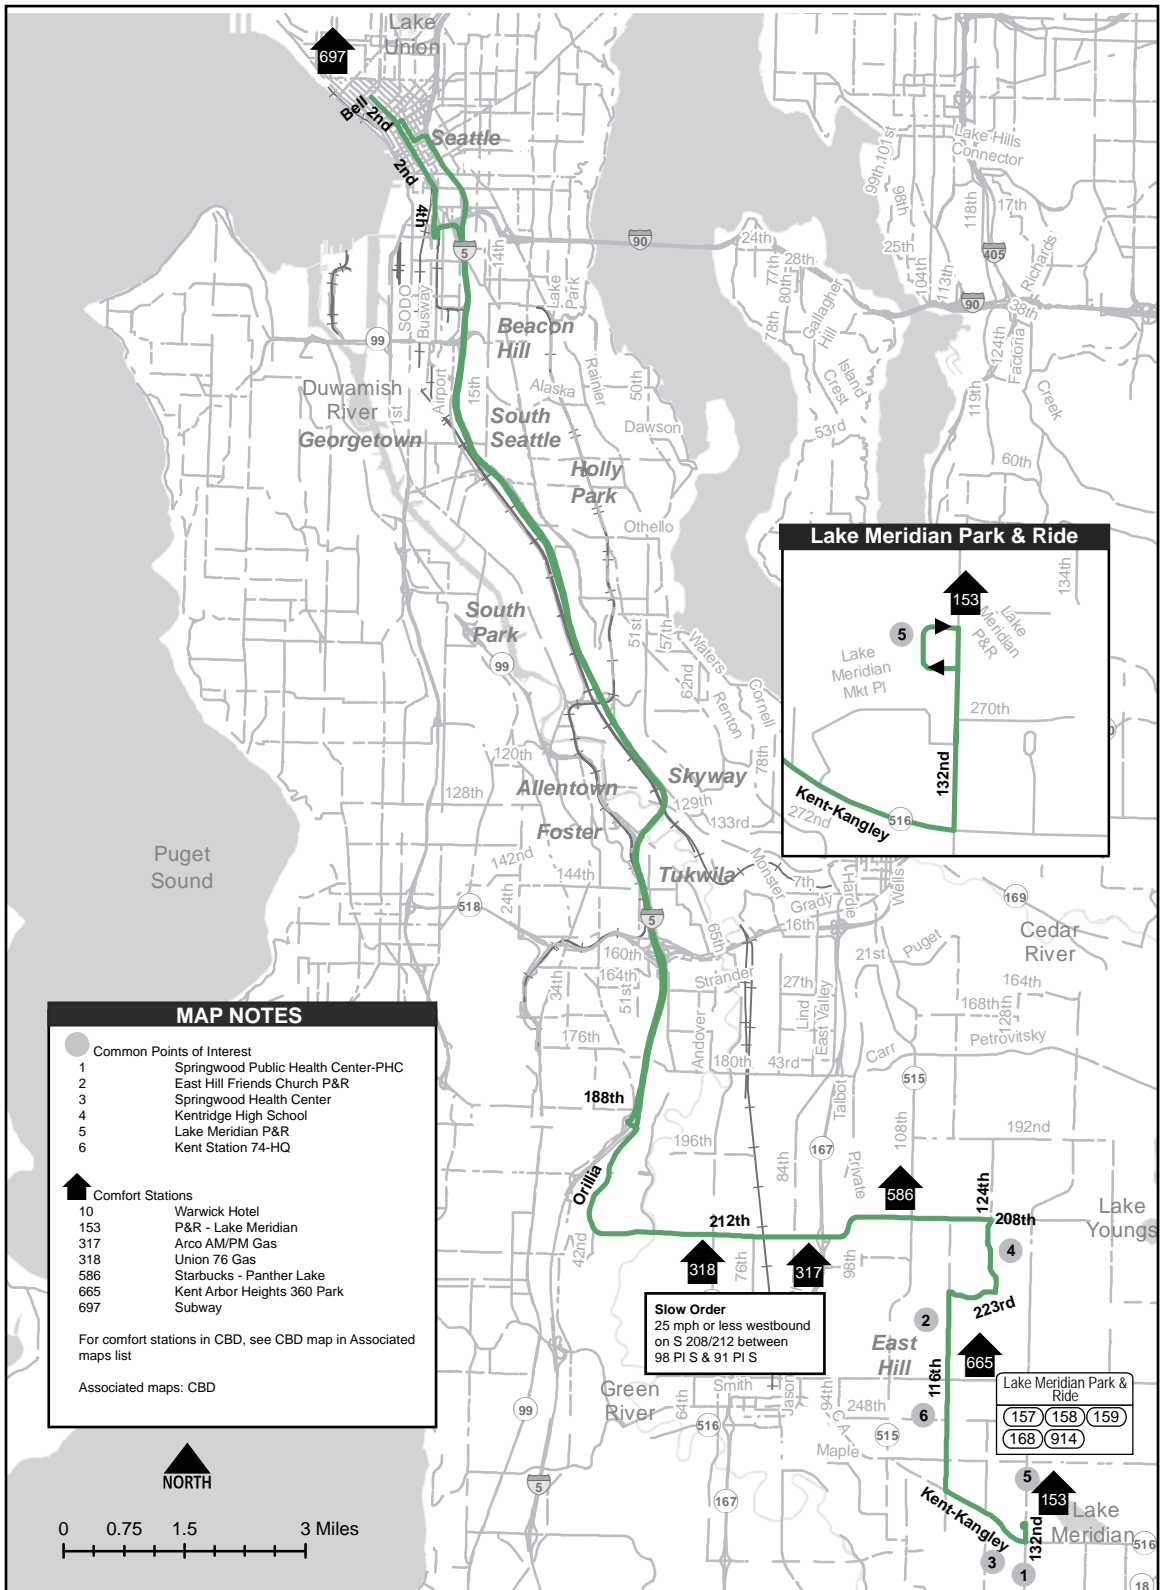 Lake
Union
697
Bell
2nd
Seattle
2nd
4th
5
14th
90
Lake
Park
SODO
Busway
Beacon
Hill
99
Duwamish
River
1st
Airport
15th
Georgetown
Alaska
Rainier
50th
South
Seattle
Dawson
Holly
Park
Othello
Lake Hills
Connector
101st
99th
98th
118th
17th
25th
104th
113th
405
Richards
24th
77th
28th
80th
78th
Gallagher
Hill
90
38th
124th
Factoria
Island
Crest
119th
Creek
53rd
60th
Lake Meridian Park & Ride
153
134th
5
Lake
Meridian
P&R
Lake
Meridian
Mkt Pl
270th
132nd
Kent-Kangley
516
272nd
South
Park
99
51st
57th
Waters
62nd
Cornell
Renton
78th
120th
Skyway
128th
Allentown
129th
133rd
Foster
Puget
Sound
142nd
144th
24th
Tukwila
Monster
7th
Hardie
Wells
Grady
16th
169
518
5
65th
Cedar
River
160th
164th
51st
34th
Strander
27th
Lind
East Valley
21st
Puget
164th
168th
128th
Petrovitsky
176th
Andover
180th
43rd
Carr
515
Talbot
188th
196th
84th
167
Private
108th
192nd
Orillia
586
124th
208th
Lake
Youngs
212th
42nd
318
76th
317
98th
4
223rd
2
East
Hill
665
116th
Slow Order
25 mph or less westbound
on S 208/212 between
98 Pl S & 91 Pl S
Green
River
64th
Smith
516
Jason
94th
CA
248th
6
515
Maple
99
5
167
Lake Meridian Park &
Ride
157 158 159
168 914
5
153
Lake
Meridian
Kent-Kangley
132nd
516
3
1
18
MAP NOTES
Common Points of Interest
1 Springwood Public Health Center-PHC
2 East Hill Friends Church P&R
3 Springwood Health Center
4 Kentridge High School
5 Lake Meridian P&R
6 Kent Station 74-HQ
Comfort Stations
10 Warwick Hotel
153 P&R - Lake Meridian
317 Arco AM/PM Gas
318 Union 76 Gas
586 Starbucks - Panther Lake
665 Kent Arbor Heights 360 Park
697 Subway
For comfort stations in CBD, see CBD map in Associated
maps list
Associated maps: CBD
NORTH
0 0.75 1.5 3 Miles